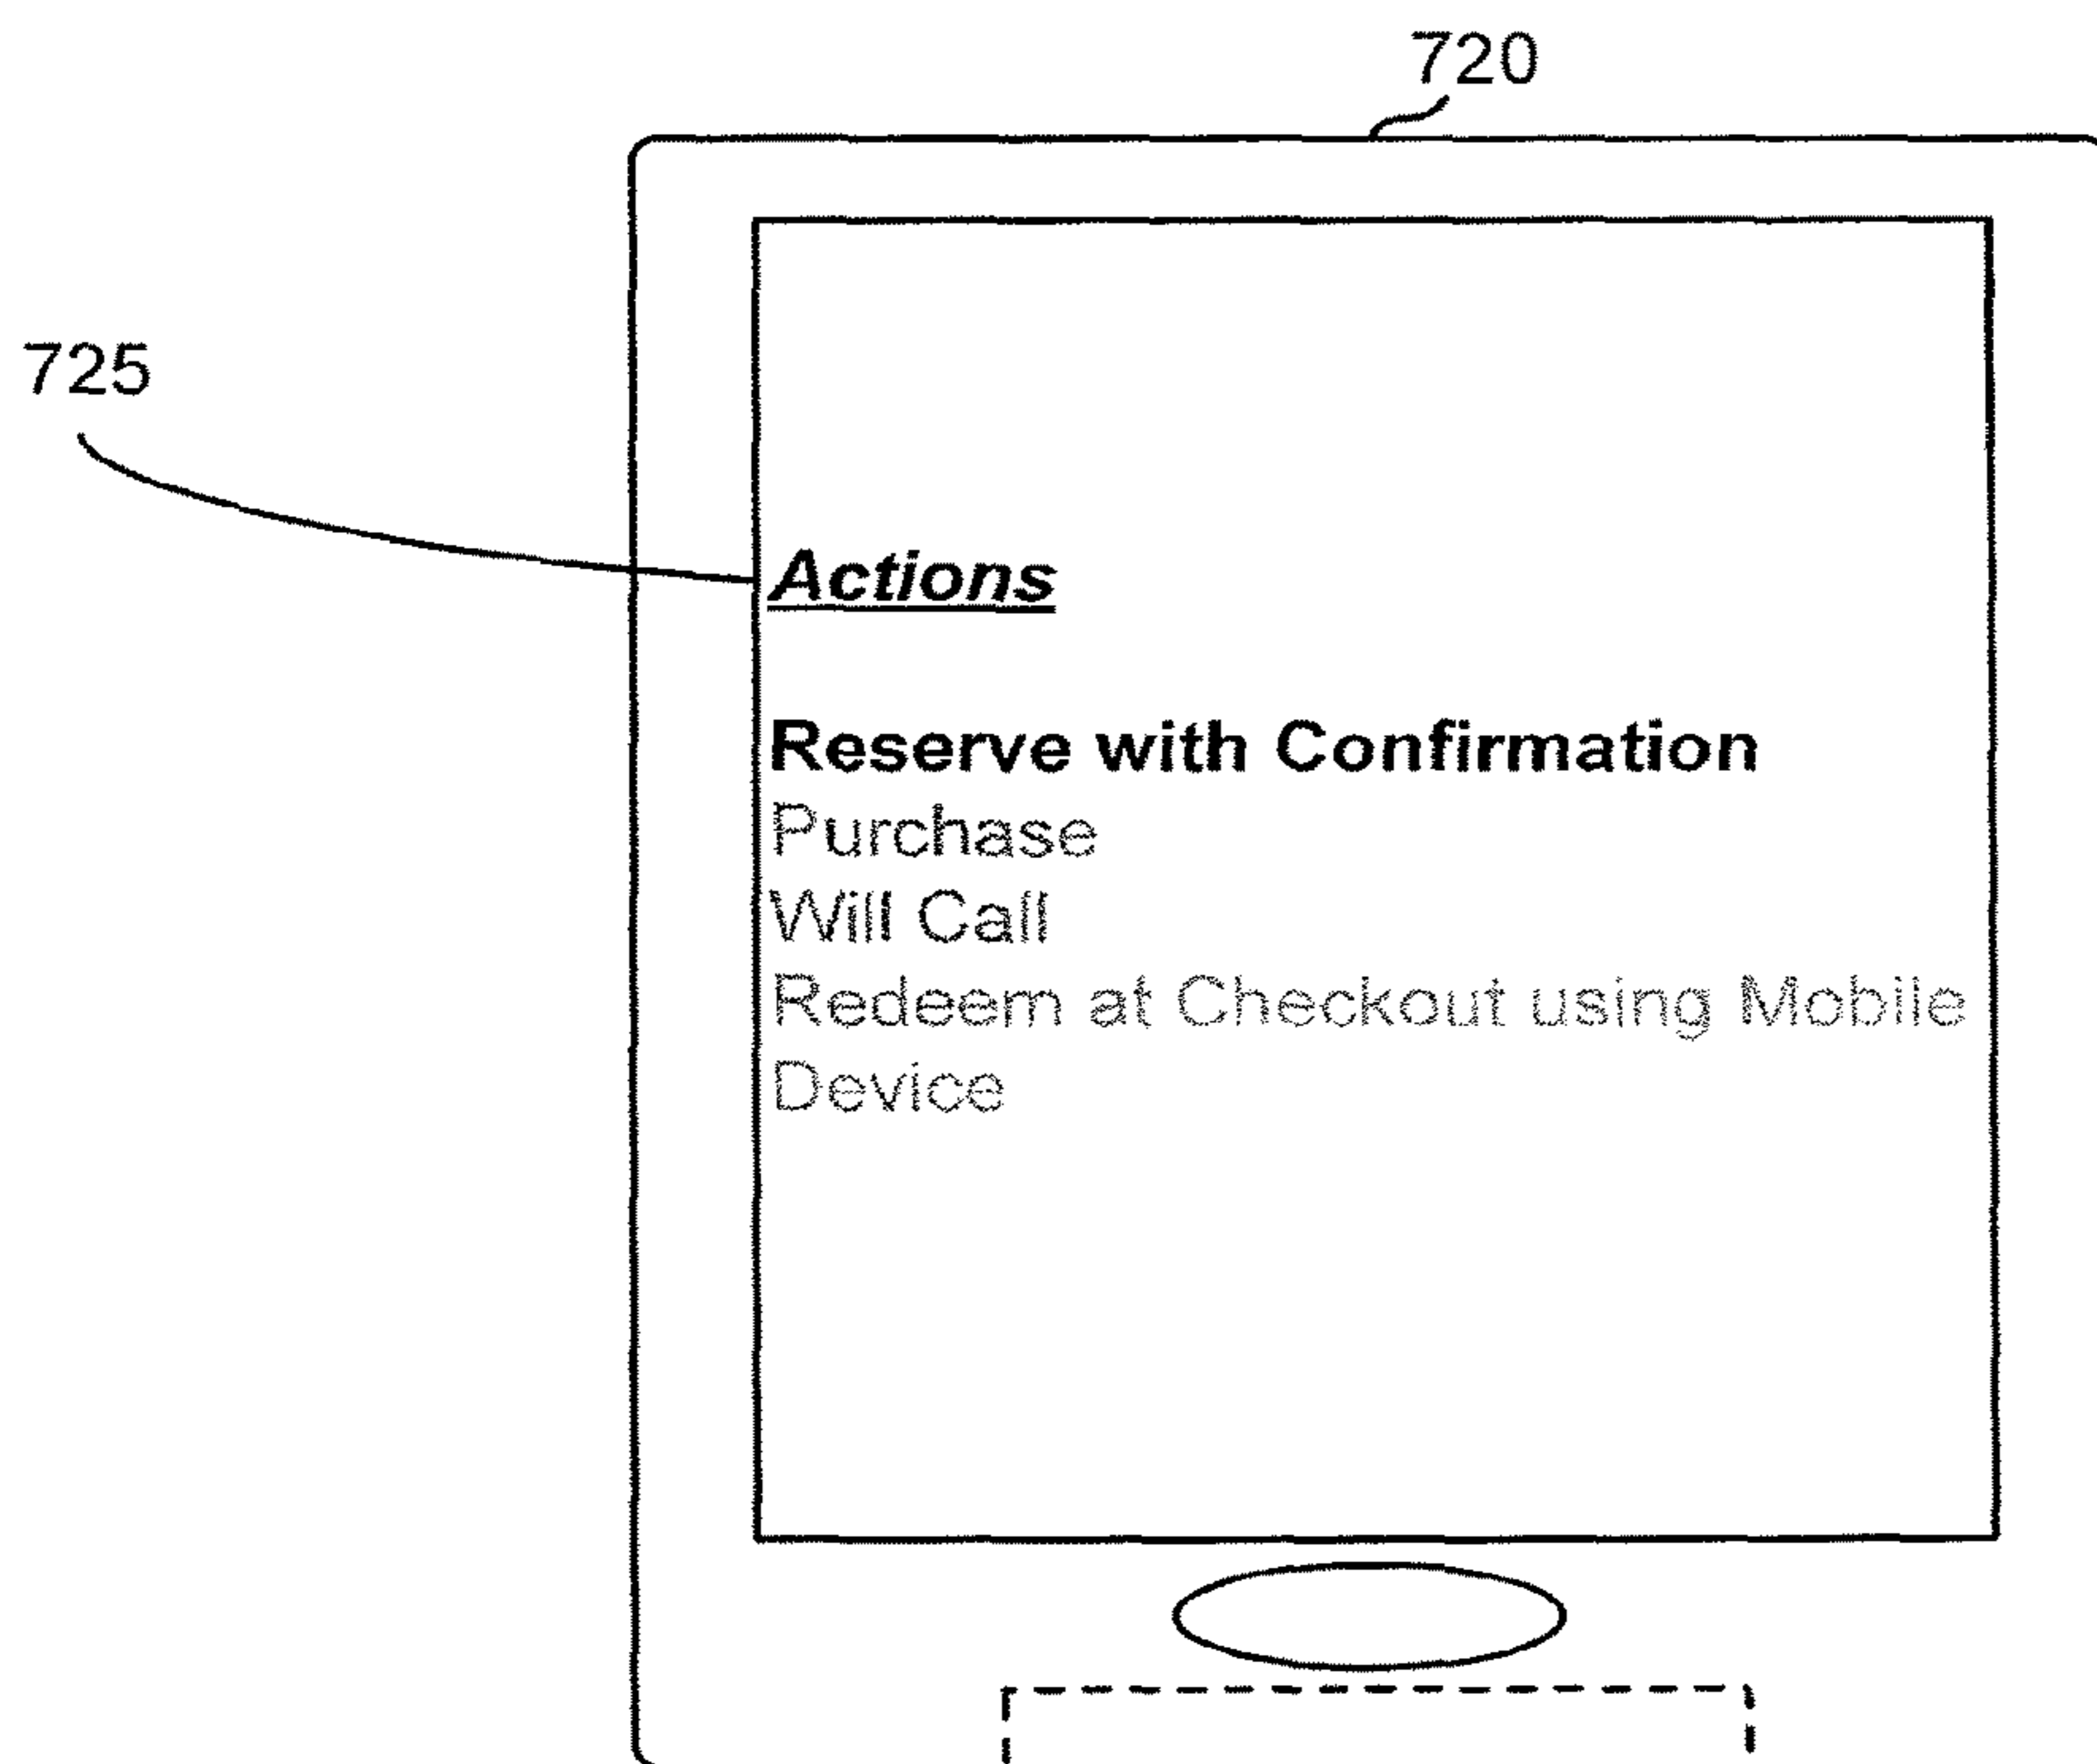 720
725
Actions
Reserve with Confirmation
Purchase
Will Call
Redeem at Checkout using Mobile
Device